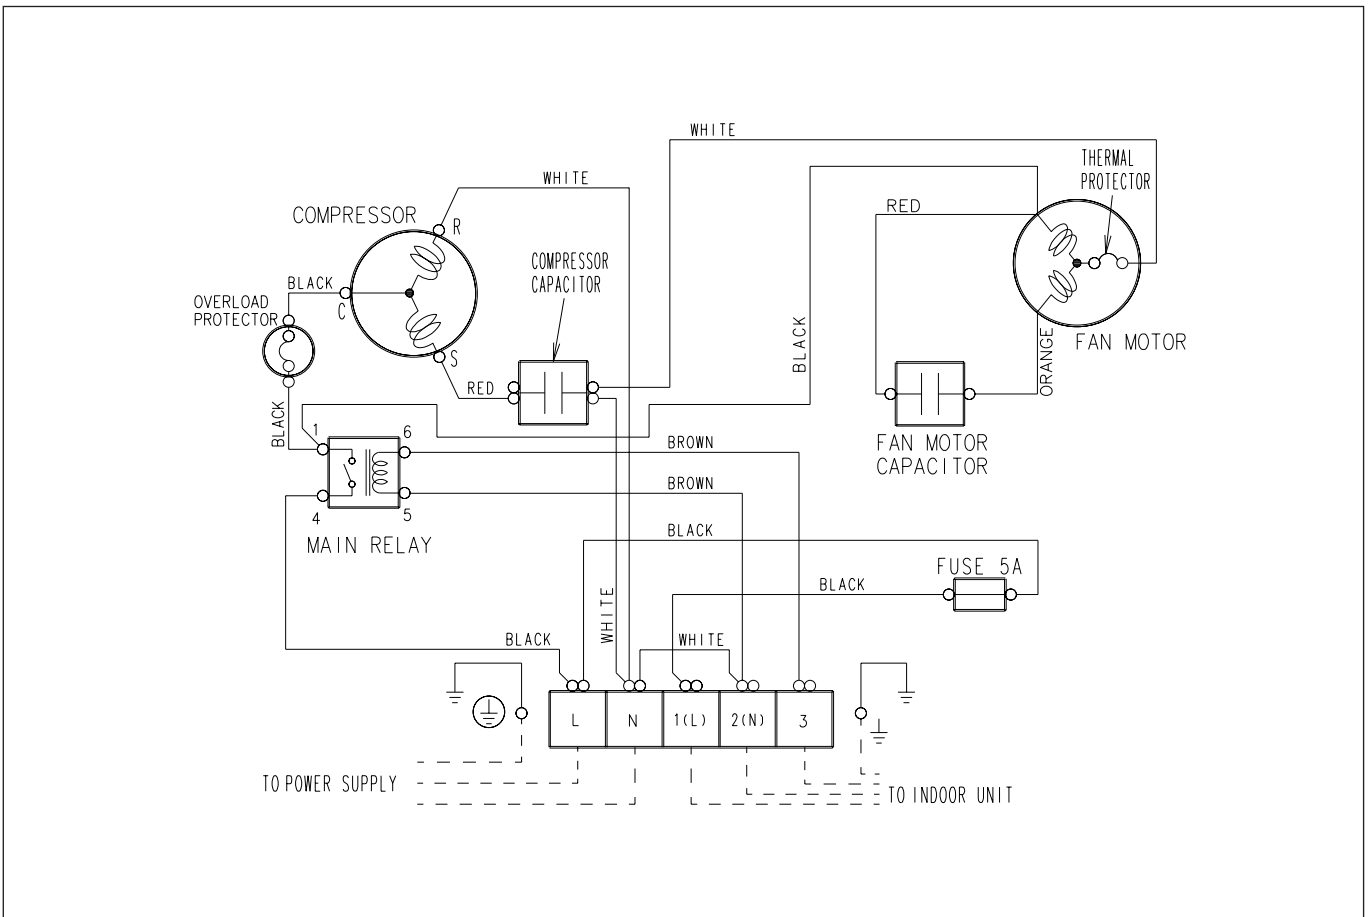 WHITE
THERMAL
PROTECTOR
WHITE
RED
COMPRESSOR
R
COMPRESSOR
CAPACITOR
BLACK
C
OVERLOAD
PROTECTOR
BLACK
ORANGE
FAN MOTOR
S
RED
BLACK
1
6
BROWN
FAN MOTOR
CAPACITOR
BROWN
4
5
MAIN RELAY
BLACK
FUSE 5A
BLACK
WHITE
BLACK
WHITE
L
N
1(L)
2(N)
3
TO POWER SUPPLY
TO INDOOR UNIT